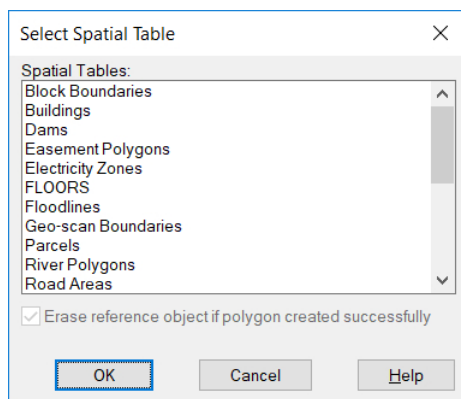 Select Spatial Table
Spatial Tables:
Block Boundaries
Buildings
Dams
Easement Polygons
Electricity Zones
FLOORS
Floodlines
Geo-scan Boundaries
Parcels
River Polygons
Road Areas
Erase reference object if polygon created successfully
OK Cancel Help